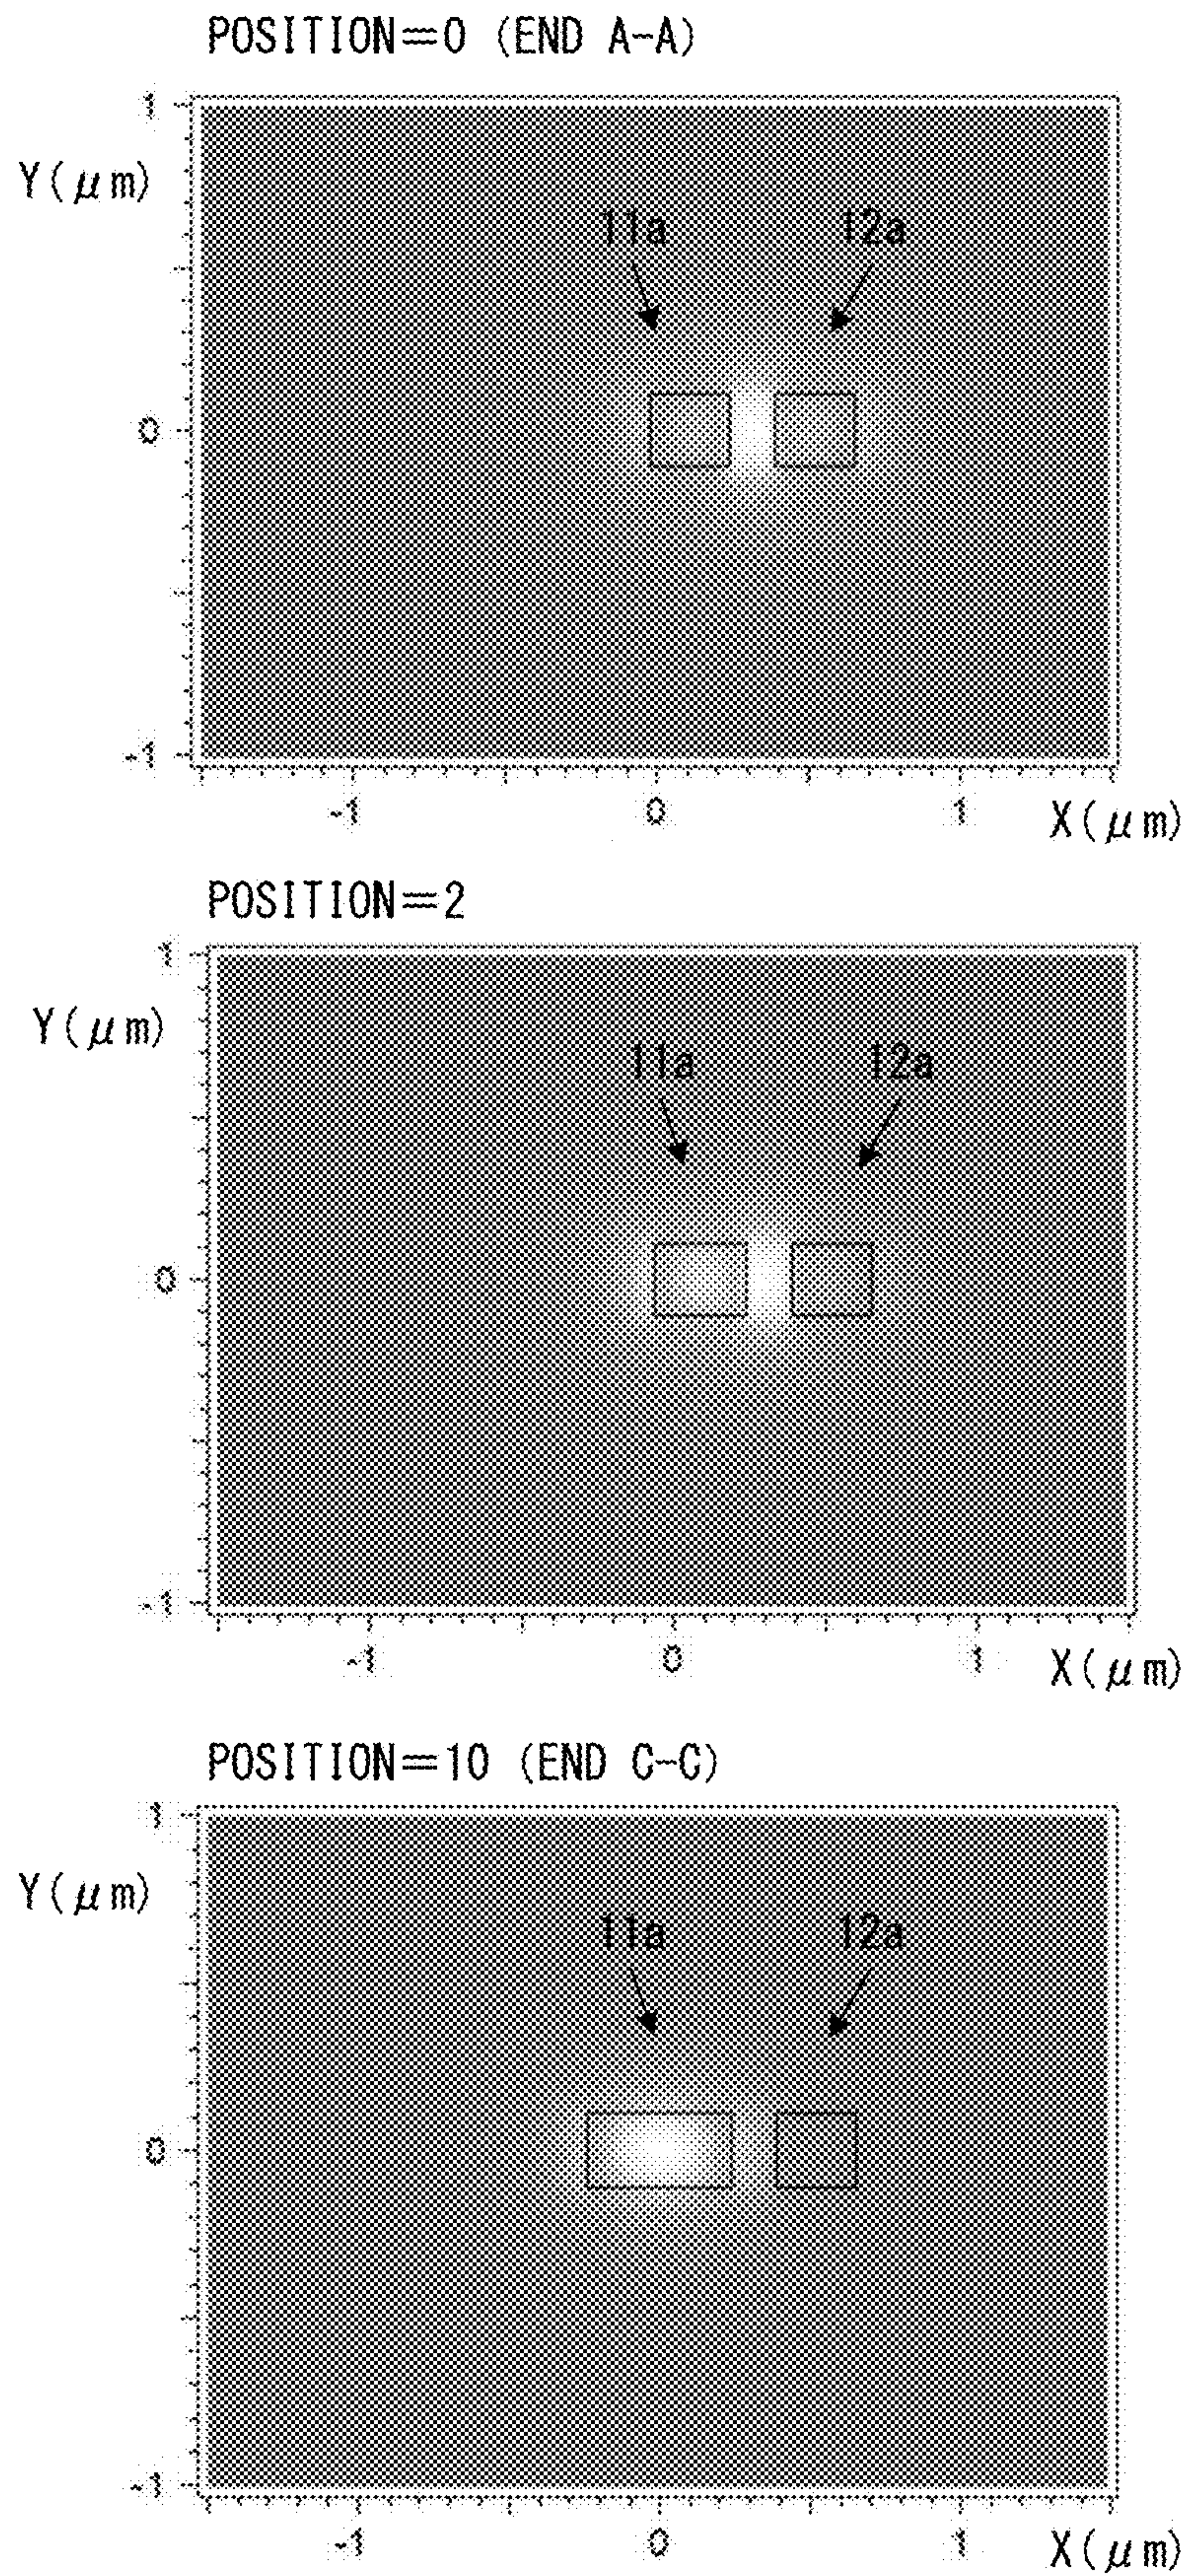 POSITION=0 (END A-A)
1
Y(μm)
11a 12a
0
-1
-1 0 1 X(μm)
POSITION=2
1
Y(μm)
11a 12a
0
-1
-1 0 1 X(μm)
POSITION=10 (END C-C)
1
Y(μm)
11a 12a
0
-1
-1 0 1 X(μm)